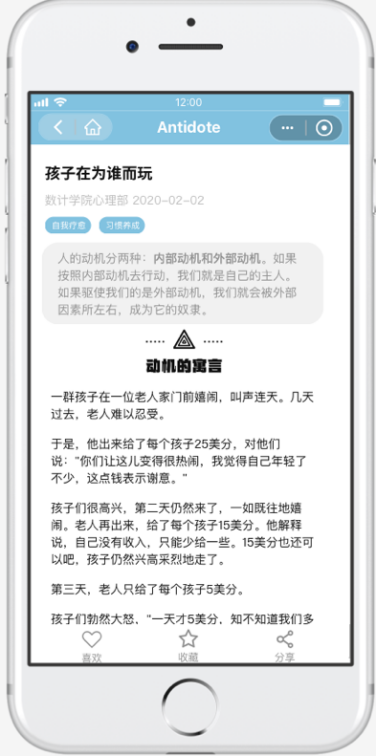 12:00
Antidote
孩子在为谁而玩
数计学院心理部 2020-02-02
自我疗愈 习惯养成
人的动机分两种：内部动机和外部动机。如果
按照内部动机去行动，我们就是自己的主人。
如果驱使我们的是外部动机，我们就会被外部
因素所左右，成为它的奴隶。
动机的寓言
一群孩子在一位老人家门前嬉闹，叫声连天。几天
过去，老人难以忍受。
于是，他出来给了每个孩子25美分，对他们
说："你们让这儿变得很热闹，我觉得自己年轻了
不少，这点钱表示谢意。"
孩子们很高兴，第二天仍然来了，一如既往地嬉
闹。老人再出来，给了每个孩子15美分。他解释
说，自己没有收入，只能少给一些。15美分也还可
以吧，孩子仍然兴高采烈地走了。
第三天，老人只给了每个孩子5美分。
孩子们勃然大怒，"一天才5美分，知不知道我们多
喜欢 收藏 分享